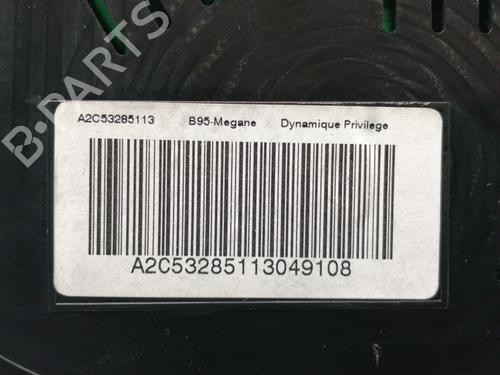 B-PARTS
A2C53285113 B95-Megane Dynamique Privilege
A2C53285113049108